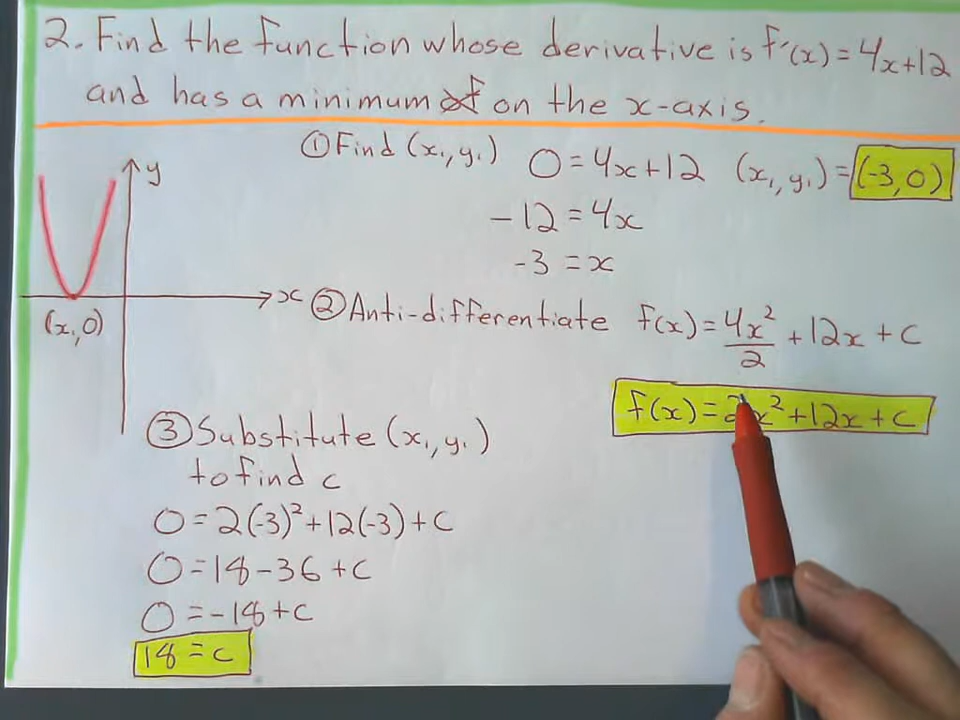 2. Find the function whose derivative is f'(x) = 4x+12
and has a minimum on the x-axis.
① Find (x₁, y₁) 0 = 4x+12 (x₁, y₁) = (-3, 0)
-12 = 4x
-3 = x
y
x
(x, 0)
② Anti-differentiate f(x) = 4x²/2 + 12x + c
f(x) = 2x² + 12x + c
③ Substitute (x₁, y₁)
to find c
0 = 2(-3)² + 12(-3) + c
0 = 18 - 36 + c
0 = -18 + c
18 = c